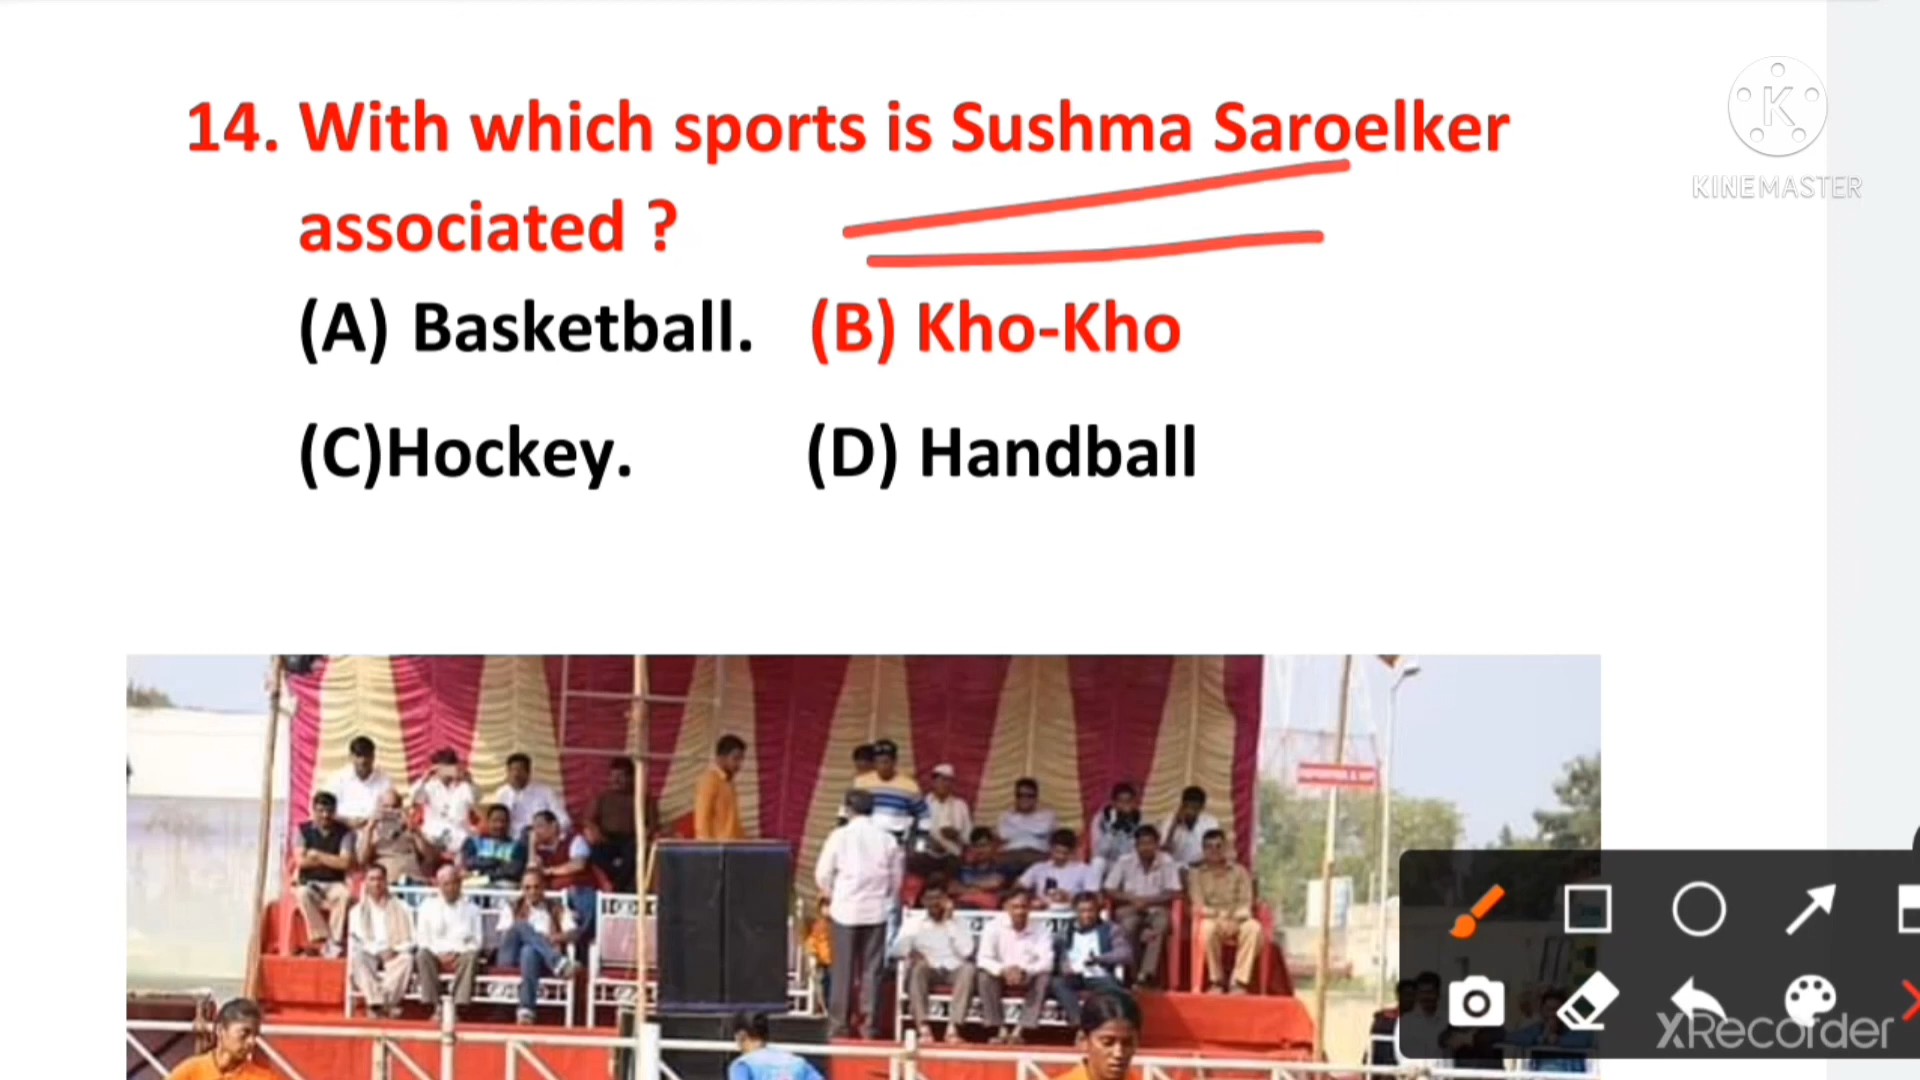 14. With which sports is Sushma Saroelker
associated ?
(A) Basketball. (B) Kho-Kho
(C)Hockey. (D) Handball
K
KINEMASTER
XRecorder